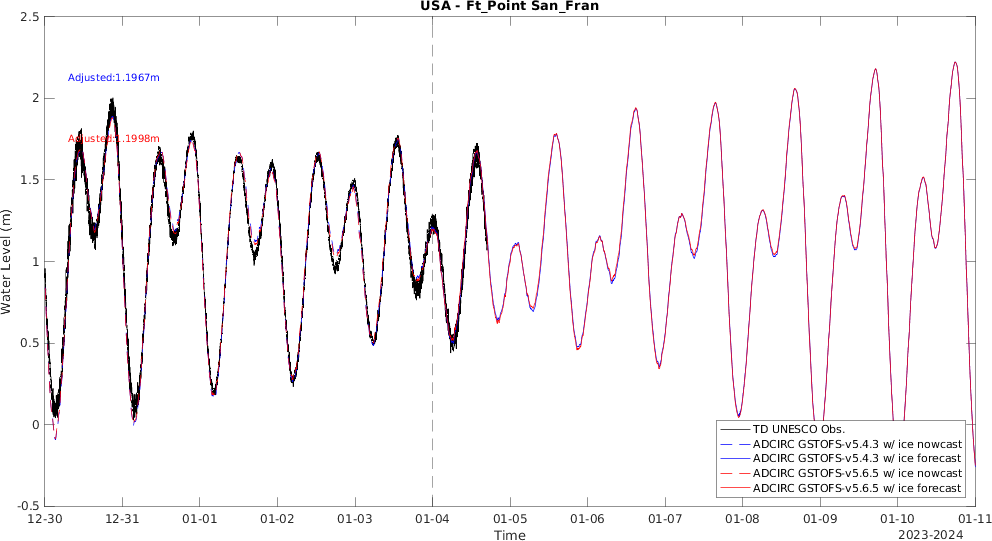 USA - Ft_Point San_Fran
Adjusted:1.1967m
Adjusted:1.1998m
Water Level (m)
2.5
2
1.5
1
0.5
0
-0.5
TD UNESCO Obs.
ADCIRC GSTOFS-v5.4.3 w/ ice nowcast
ADCIRC GSTOFS-v5.4.3 w/ ice forecast
ADCIRC GSTOFS-v5.6.5 w/ ice nowcast
ADCIRC GSTOFS-v5.6.5 w/ ice forecast
12-30 12-31 01-01 01-02 01-03 01-04 01-05 01-06 01-07 01-08 01-09 01-10 01-11
Time
2023-2024